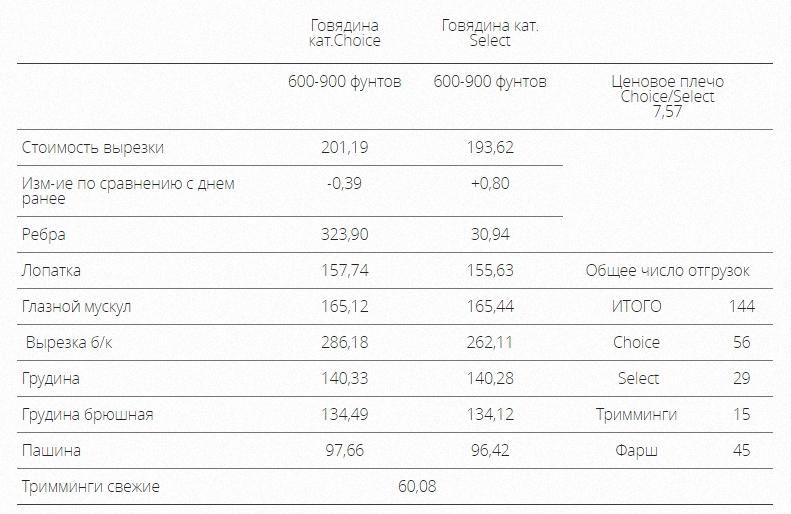 Говядина
кат.Choice
Говядина кат.
Select
600-900 фунтов
600-900 фунтов
Ценовое плечо
Choice/Select
7,57
Стоимость вырезки 201,19 193,62
Изм-ие по сравнению с днем
ранее
-0,39 +0,80
Ребра 323,90 30,94
Лопатка 157,74 155,63 Общее число отгрузок
Глазной мускул 165,12 165,44 ИТОГО 144
Вырезка б/к 286,18 262,11 Choice 56
Грудина 140,33 140,28 Select 29
Грудина брюшная 134,49 134,12 Тримминги 15
Пашина 97,66 96,42 Фарш 45
Тримминги свежие 60,08